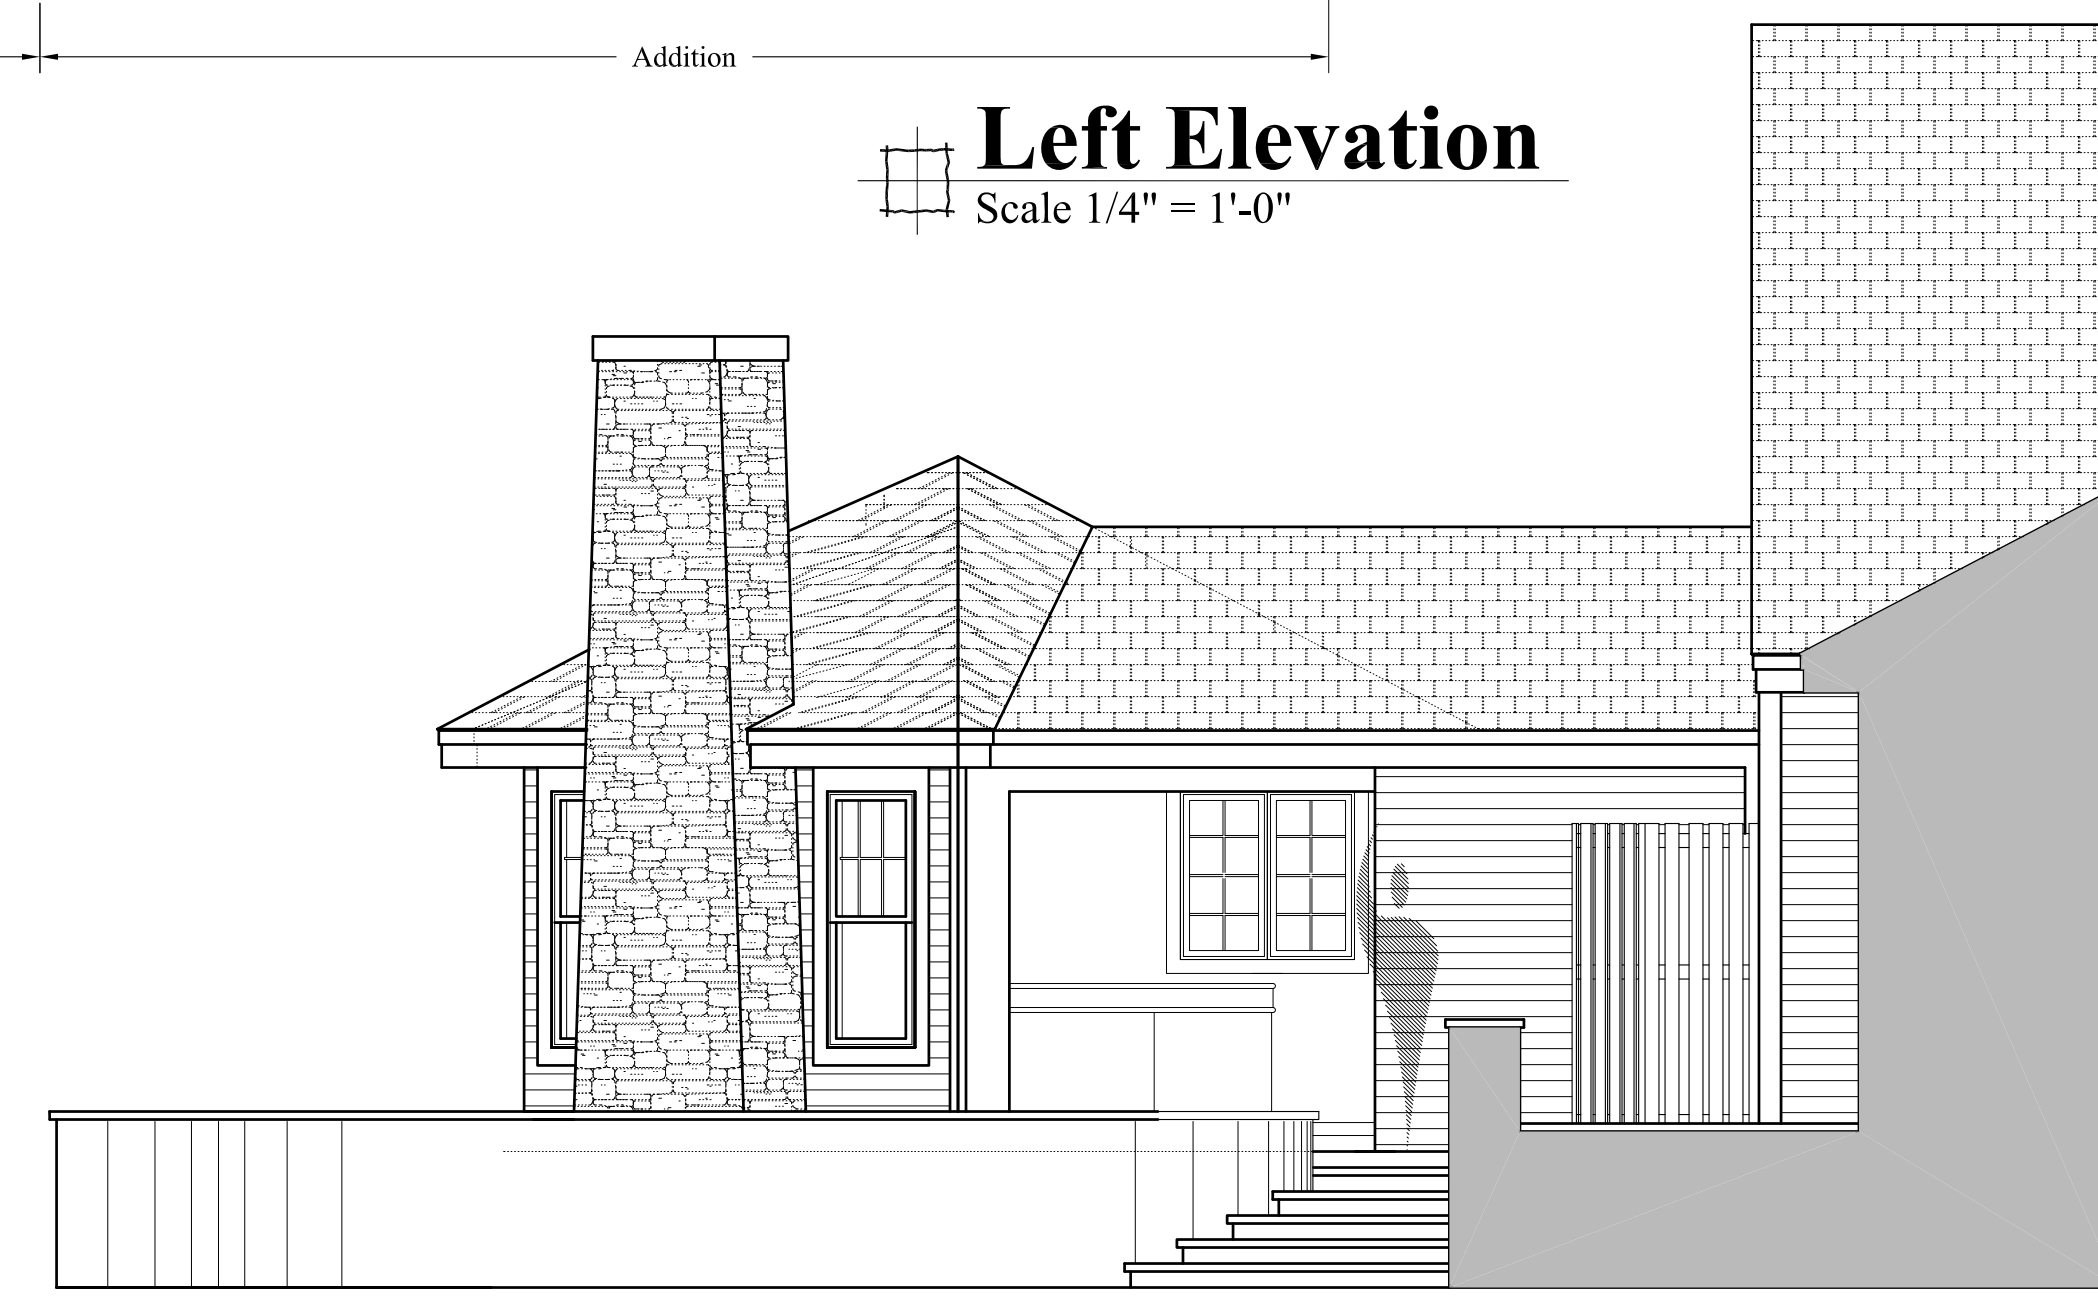 Addition
Left Elevation
Scale 1/4" = 1'-0"